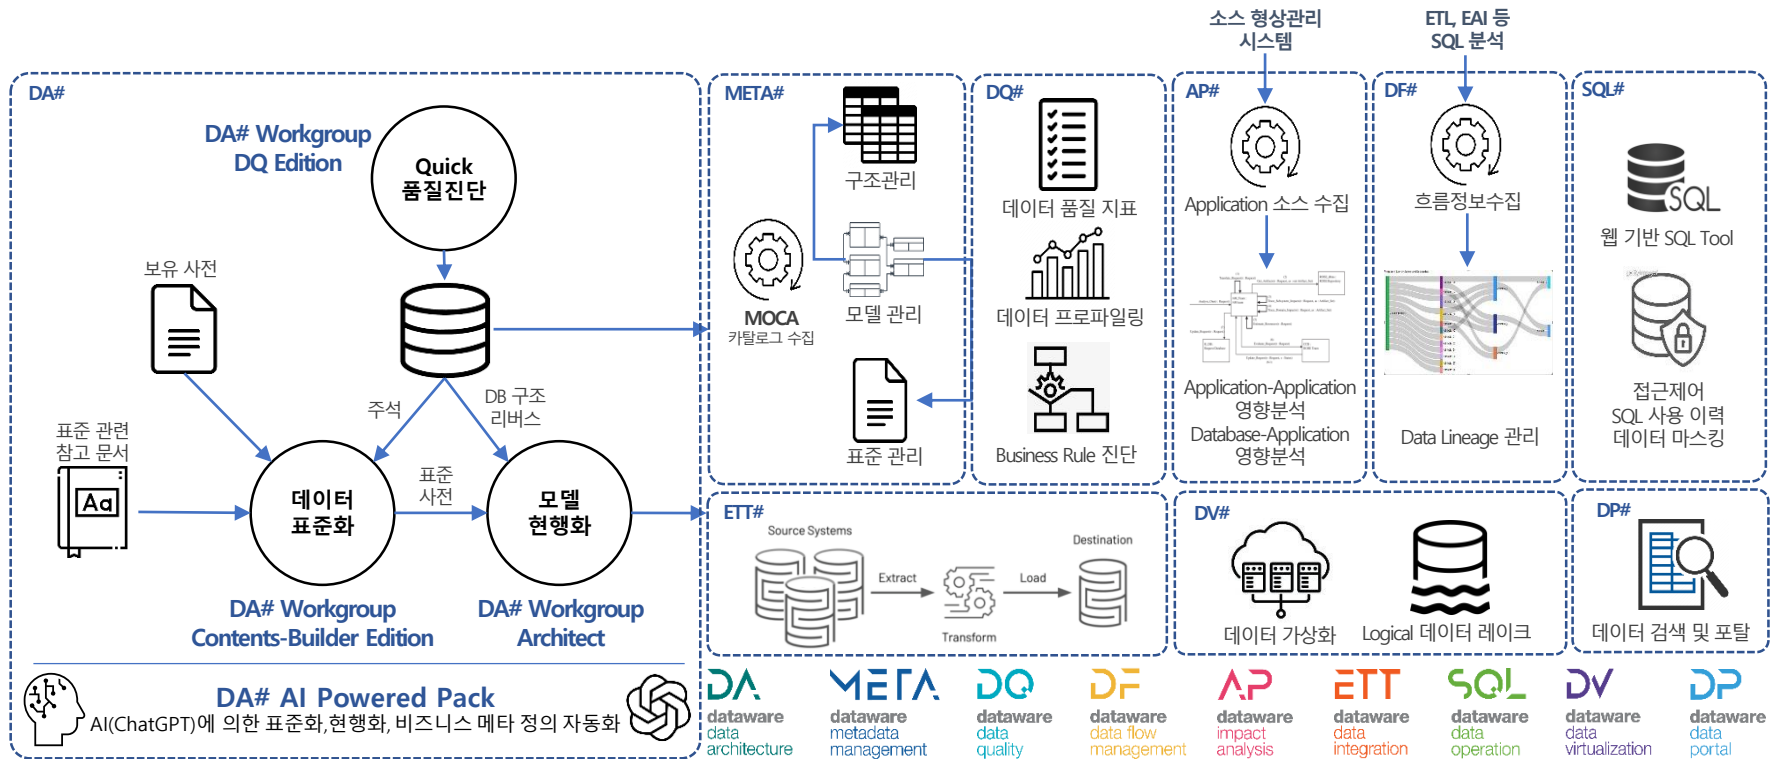 소스 형상관리
시스템
ETL, EAI 등
SQL 분석
DA#
DA# Workgroup
DQ Edition
Quick
품질진단
보유 사전
주석
DB 구조
리버스
표준 관련
참고 문서
Aa
데이터
표준화
표준
사전
모델
현행화
DA# Workgroup
Contents-Builder Edition
DA# Workgroup
Architect
DA# AI Powered Pack
AI(ChatGPT)에 의한 표준화,현행화, 비즈니스 메타 정의 자동화
META#
구조관리
MOCA
카탈로그 수집
모델 관리
표준 관리
DQ#
데이터 품질 지표
데이터 프로파일링
Business Rule 진단
AP#
Application 소스 수집
Application-Application
영향분석
Database-Application
영향분석
DF#
흐름정보수집
Data Lineage 관리
SQL#
SQL
웹 기반 SQL Tool
접근제어
SQL 사용 이력
데이터 마스킹
ETT#
Source Systems
Extract
Transform
Load
Destination
DV#
데이터 가상화
Logical 데이터 레이크
DP#
데이터 검색 및 포탈
DA
dataware
data
architecture
META
dataware
metadata
management
DQ
dataware
data
quality
DF
dataware
data flow
management
AP
dataware
impact
analysis
ETT
dataware
data
integration
SQL
dataware
data
operation
DV
dataware
data
virtualization
DP
dataware
data
portal